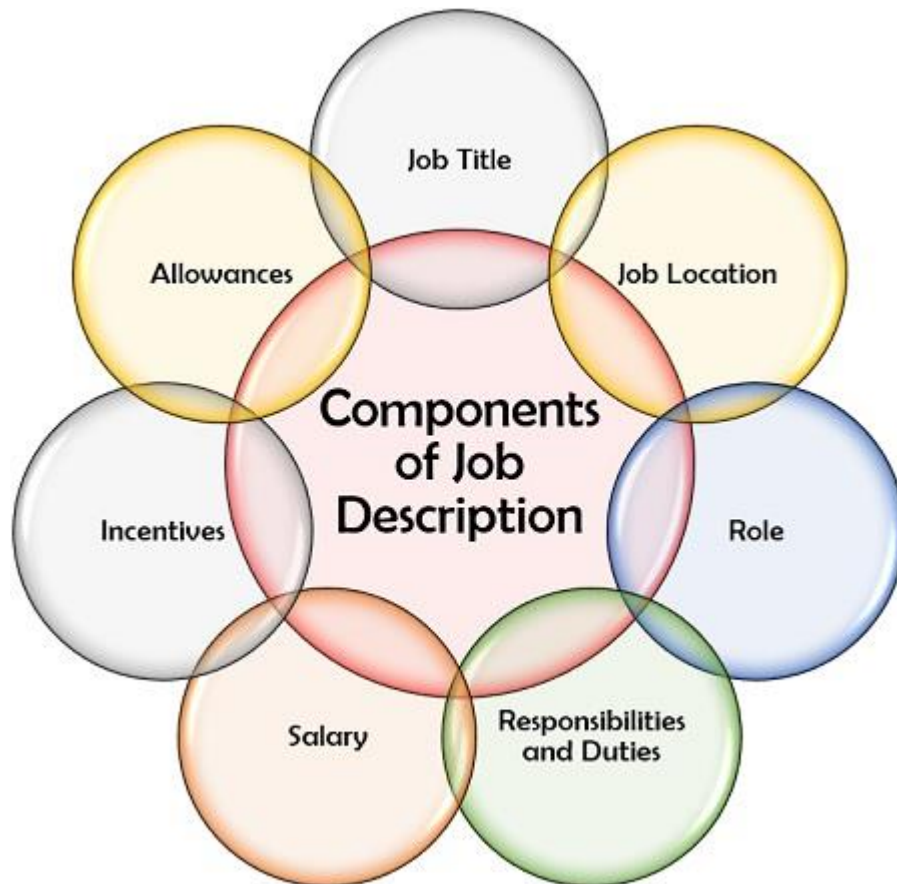 Job Title
Allowances
Job Location
Components
of Job
Description
Incentives
Role
Salary
Responsibilities
and Duties